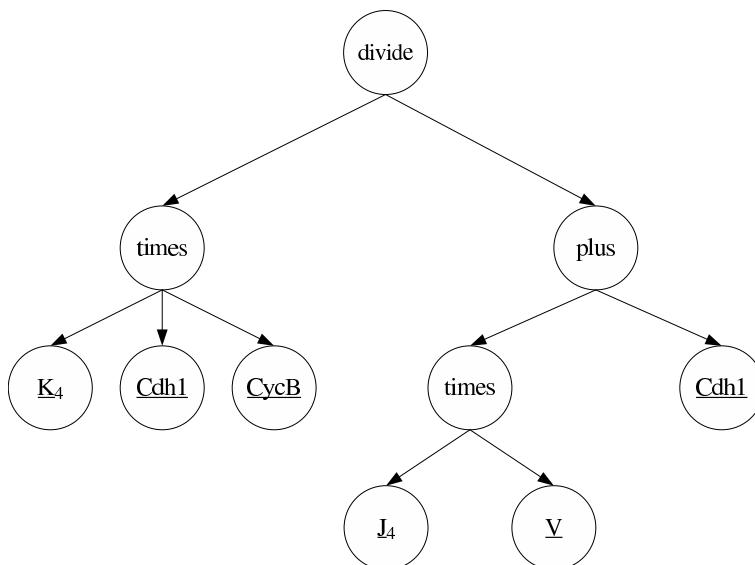 divide
times
plus
K4
Cdh1
CycB
times
Cdh1
J4
V